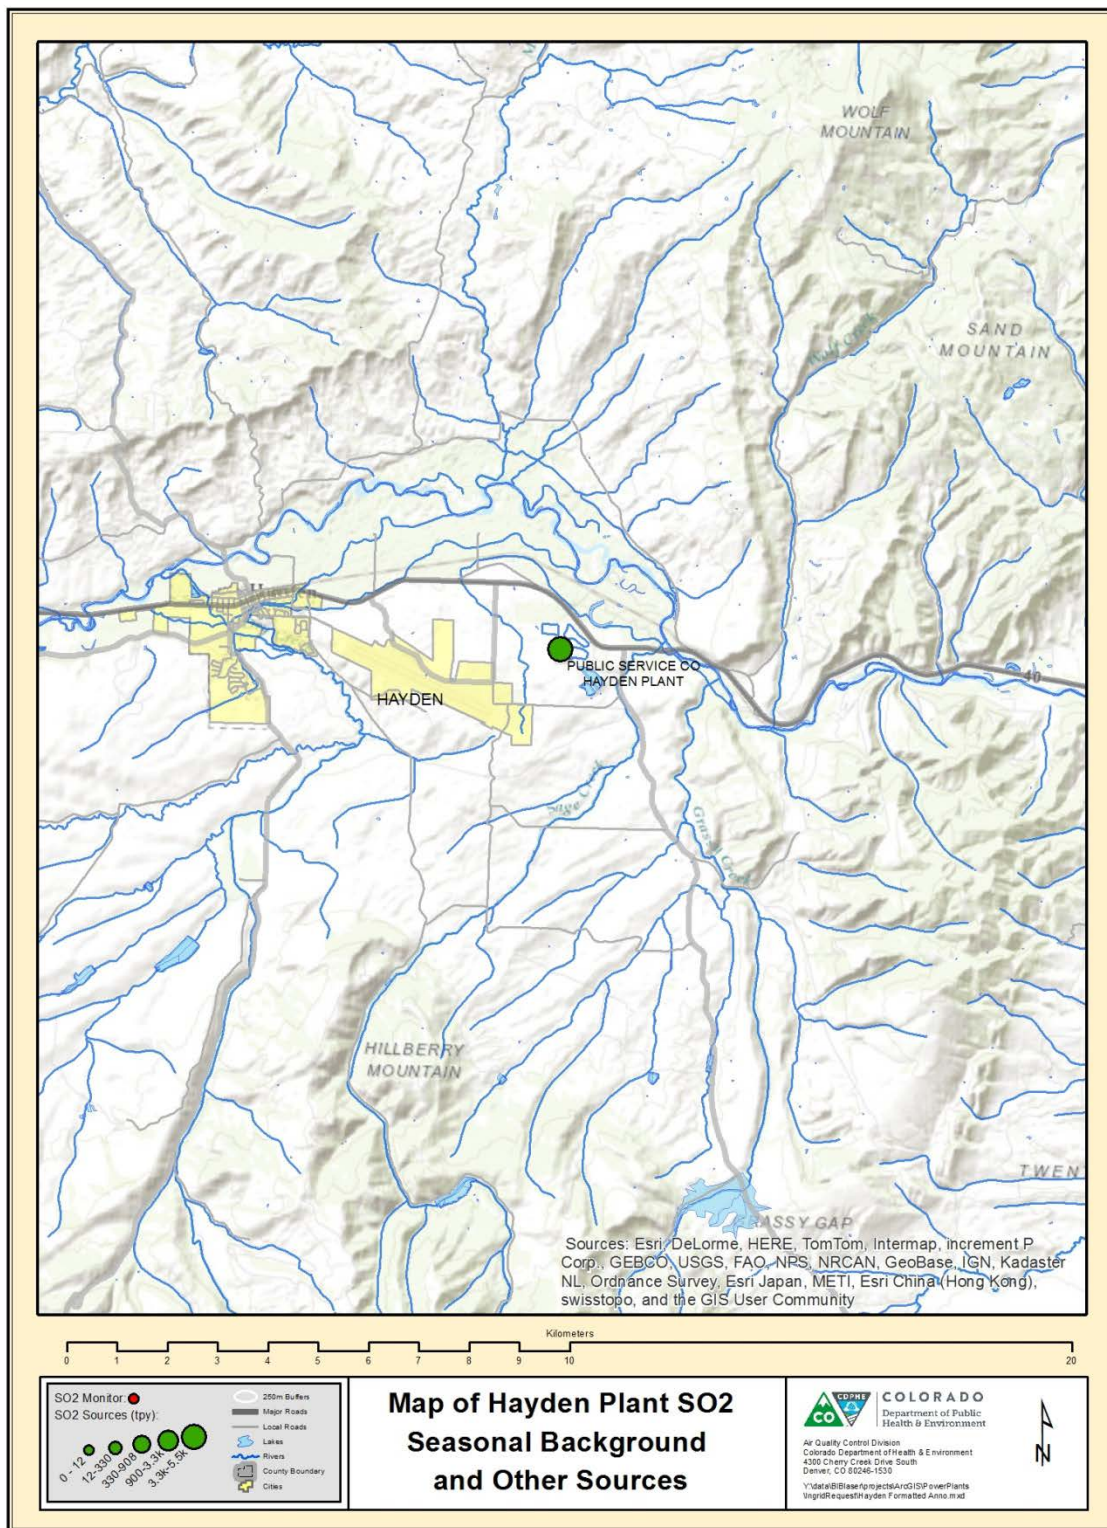 WOLF
MOUNTAIN
SAND
MOUNTAIN
Wolf Creek
40
PUBLIC SERVICE CO
HAYDEN PLANT
HAYDEN
Sage Creek
HILLBERRY
MOUNTAIN
TWEN
ASSY GAP
Sources: Esri, DeLorme, HERE, TomTom, Intermap, increment P
Corp., GEBCO, USGS, FAO, NPS, NRCAN, GeoBase, IGN, Kadaster
NL, Ordnance Survey, Esri Japan, METI, Esri China (Hong Kong),
swisstopo, and the GIS User Community
Kilometers
0 1 2 3 4 5 6 7 8 9 10 20
SO2 Monitor:
SO2 Sources (tpy):
0 - 12
12-330
330-908
900-3.3k
3.3k-5.5k
250m Buffers
Major Roads
Local Roads
Lakes
Rivers
County Boundary
Cities
Map of Hayden Plant SO2
Seasonal Background
and Other Sources
CO
CDPHE
COLORADO
Department of Public
Health & Environment
Air Quality Control Division
Colorado Department of Health & Environment
4300 Cherry Creek Drive South
Denver, CO 80246-1530
N